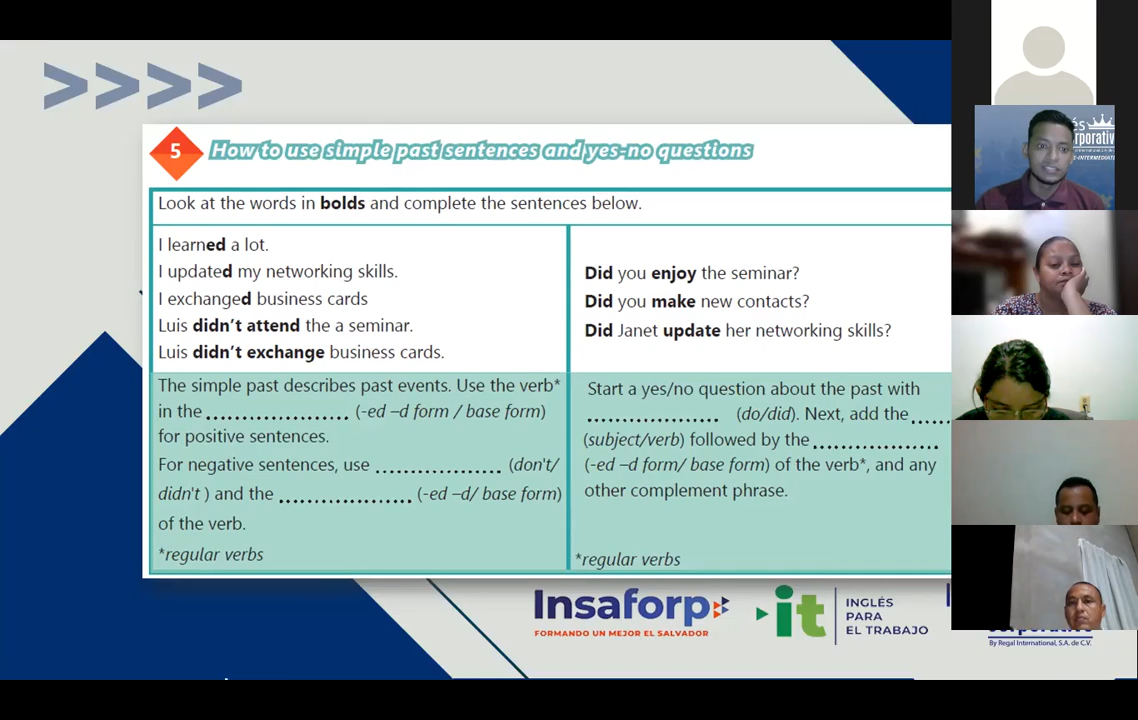 >>>>
5
How to use simple past sentences and yes-no questions
Look at the words in bolds and complete the sentences below.
I learned a lot.
I updated my networking skills.
I exchanged business cards
Luis didn't attend the a seminar.
Luis didn't exchange business cards.
Did you enjoy the seminar?
Did you make new contacts?
Did Janet update her networking skills?
The simple past describes past events. Use the verb*
in the .................... (-ed –d form / base form)
for positive sentences.
For negative sentences, use .................. (don't/
didn't ) and the ................... (-ed –d/ base form)
of the verb.
*regular verbs
Start a yes/no question about the past with
................... (do/did). Next, add the......
(subject/verb) followed by the ..................
(-ed –d form/ base form) of the verb*, and any
other complement phrase.
*regular verbs
Insaforp
FORMANDO UN MEJOR EL SALVADOR
it
INGLÉS
PARA
EL TRABAJO
By Regal International, S.A. de C.V.